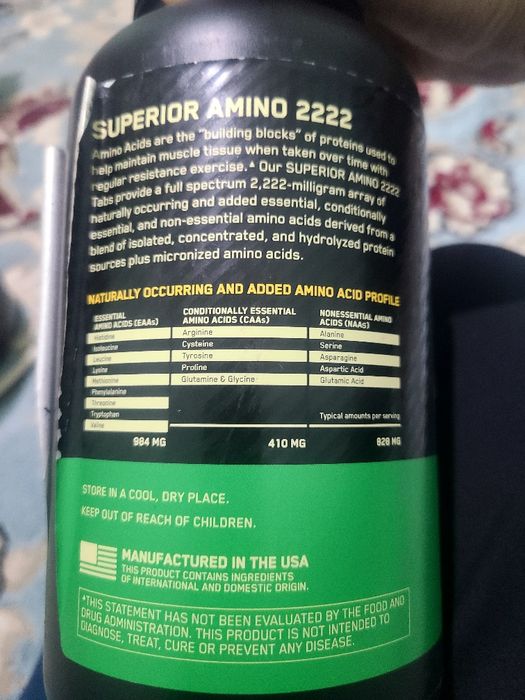 SUPERIOR AMINO 2222
Amino Acids are the "building blocks" of proteins used to
help maintain muscle tissue when taken over time with
regular resistance exercise.▲ Our SUPERIOR AMINO 2222
Tabs provide a full spectrum 2,222-milligram array of
naturally occurring and added essential, conditionally
essential, and non-essential amino acids derived from a
blend of isolated, concentrated, and hydrolyzed protein
sources plus micronized amino acids.
NATURALLY OCCURRING AND ADDED AMINO ACID PROFILE
ESSENTIAL
AMINO ACIDS (EAAs)
Histidine
Isoleucine
Leucine
Lysine
Methionine
Phenylalanine
Threonine
Tryptophan
Valine
984 MG
CONDITIONALLY ESSENTIAL
AMINO ACIDS (CAAs)
Arginine
Cysteine
Tyrosine
Proline
Glutamine & Glycine
410 MG
NONESSENTIAL AMINO
ACIDS (NAAs)
Alanine
Serine
Asparagine
Aspartic Acid
Glutamic Acid
Typical amounts per serving
828 MG
STORE IN A COOL, DRY PLACE.
KEEP OUT OF REACH OF CHILDREN.
MANUFACTURED IN THE USA
THIS PRODUCT CONTAINS INGREDIENTS
OF INTERNATIONAL AND DOMESTIC ORIGIN.
▲THIS STATEMENT HAS NOT BEEN EVALUATED BY THE FOOD AND
DRUG ADMINISTRATION. THIS PRODUCT IS NOT INTENDED TO
DIAGNOSE, TREAT, CURE OR PREVENT ANY DISEASE.